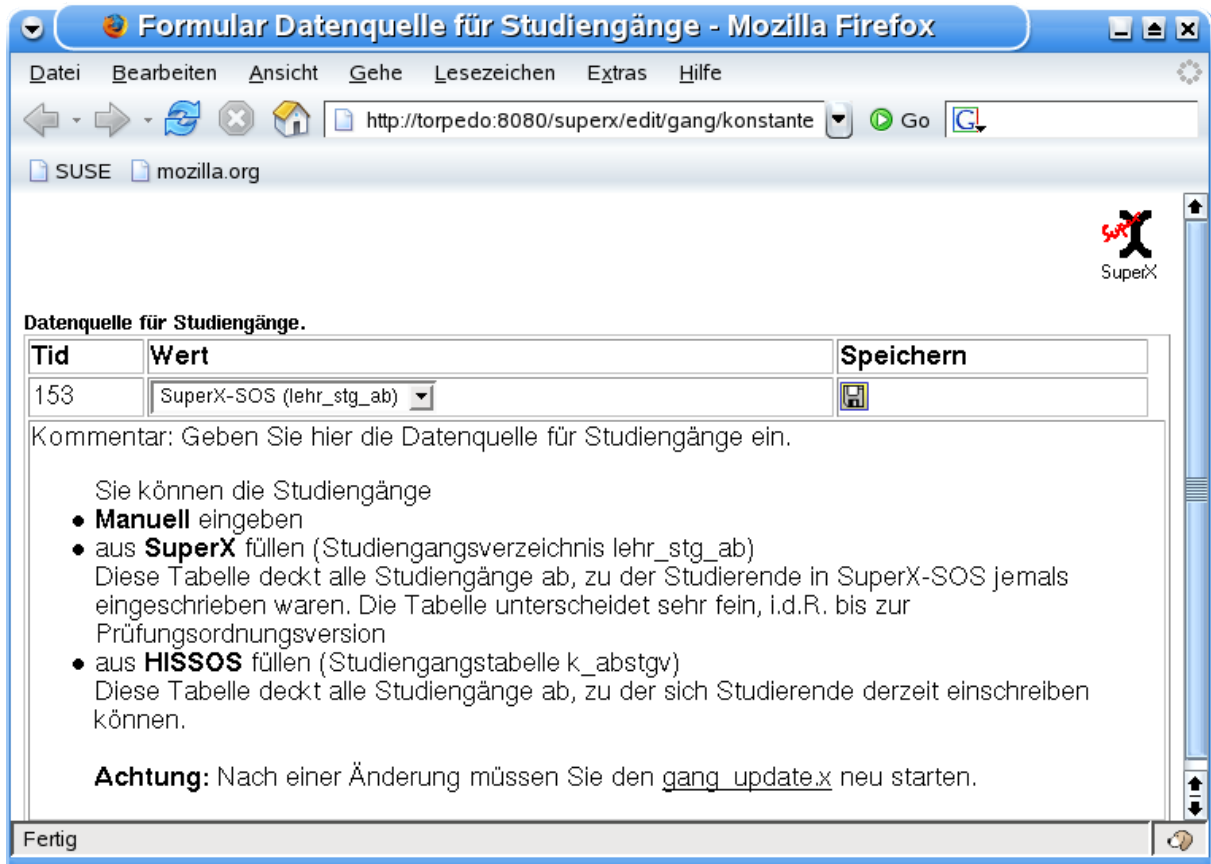 Formular Datenquelle für Studiengänge - Mozilla Firefox
Datei Bearbeiten Ansicht Gehe Lesezeichen Extras Hilfe
http://torpedo:8080/superx/edit/gang/konstante Go G
SUSE mozilla.org
SuperX
SuperX
Datenquelle für Studiengänge.
Tid Wert Speichern
153 SuperX-SOS (lehr_stg_ab)
Kommentar: Geben Sie hier die Datenquelle für Studiengänge ein.
Sie können die Studiengänge
• Manuell eingeben
• aus SuperX füllen (Studiengangsverzeichnis lehr_stg_ab)
Diese Tabelle deckt alle Studiengänge ab, zu der Studierende in SuperX-SOS jemals
eingeschrieben waren. Die Tabelle unterscheidet sehr fein, i.d.R. bis zur
Prüfungsordnungsversion
• aus HISSOS füllen (Studiengangstabelle k_abstgv)
Diese Tabelle deckt alle Studiengänge ab, zu der sich Studierende derzeit einschreiben
können.
Achtung: Nach einer Änderung müssen Sie den gang_update.x neu starten.
Fertig